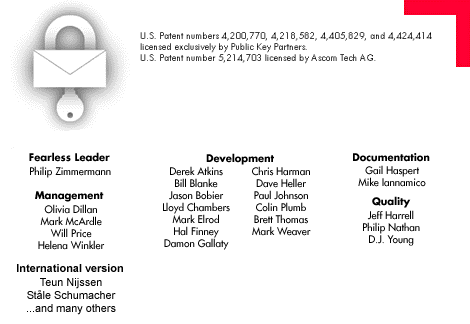 U.S. Patent numbers 4,200,770, 4,218,582, 4,405,829, and 4,424,414
licensed exclusively by Public Key Partners.
U.S. Patent number 5,214,703 licensed by Ascom Tech AG.
Fearless Leader
Philip Zimmermann
Management
Olivia Dillan
Mark McArdle
Will Price
Helena Winkler
International version
Teun Nijssen
Ståle Schumacher
...and many others
Development
Derek Atkins
Bill Blanke
Jason Bobier
Lloyd Chambers
Mark Elrod
Hal Finney
Damon Gallaty
Chris Harman
Dave Heller
Paul Johnson
Colin Plumb
Brett Thomas
Mark Weaver
Documentation
Gail Haspert
Mike Iannamico
Quality
Jeff Harrell
Philip Nathan
D.J. Young